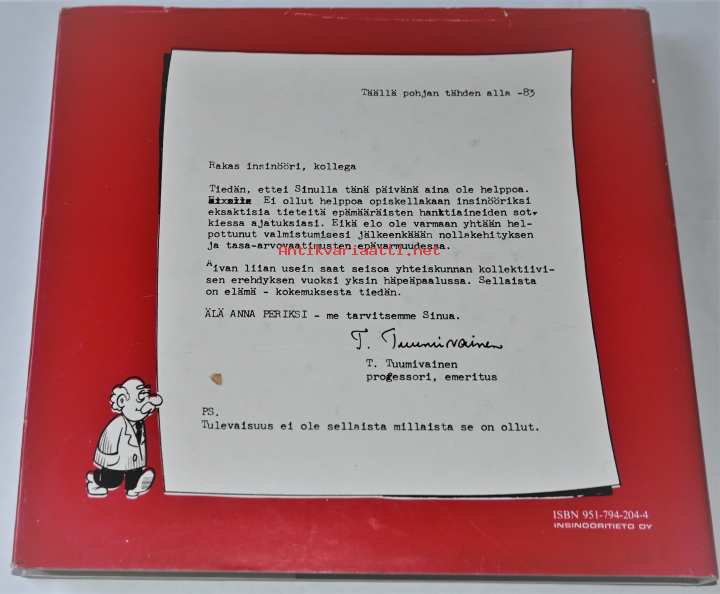 Täällä pohjan tähden alla -83
Rakas insinööri, kollega
Tiedän, ettei Sinulla tänä päivänä aina ole helppoa.
Ei ollut helppoa opiskellakaan insinööriksi
eksaktisia tieteitä epämääräisten hanttiaineiden sot-
kiessa ajatuksiasi. Eikä elo ole varmaan yhtään hel-
pottunut valmistumisesi jälkeenkään nollakehityksen
ja tasa-arvovaatimusten epävarmuudessa.
Antikvariaatti.net
Aivan liian usein saat seisoa yhteiskunnan kollektiivi-
sen erehdyksen vuoksi yksin häpeäpaalussa. Sellaista
on elämä - kokemuksesta tiedän.
ÄLÄ ANNA PERIKSI - me tarvitsemme Sinua.
T. Tuumivainen
T. Tuumivainen
professori, emeritus
PS.
Tulevaisuus ei ole sellaista millaista se on ollut.
ISBN 951-794-204-4
INSINÖÖRITIETO OY